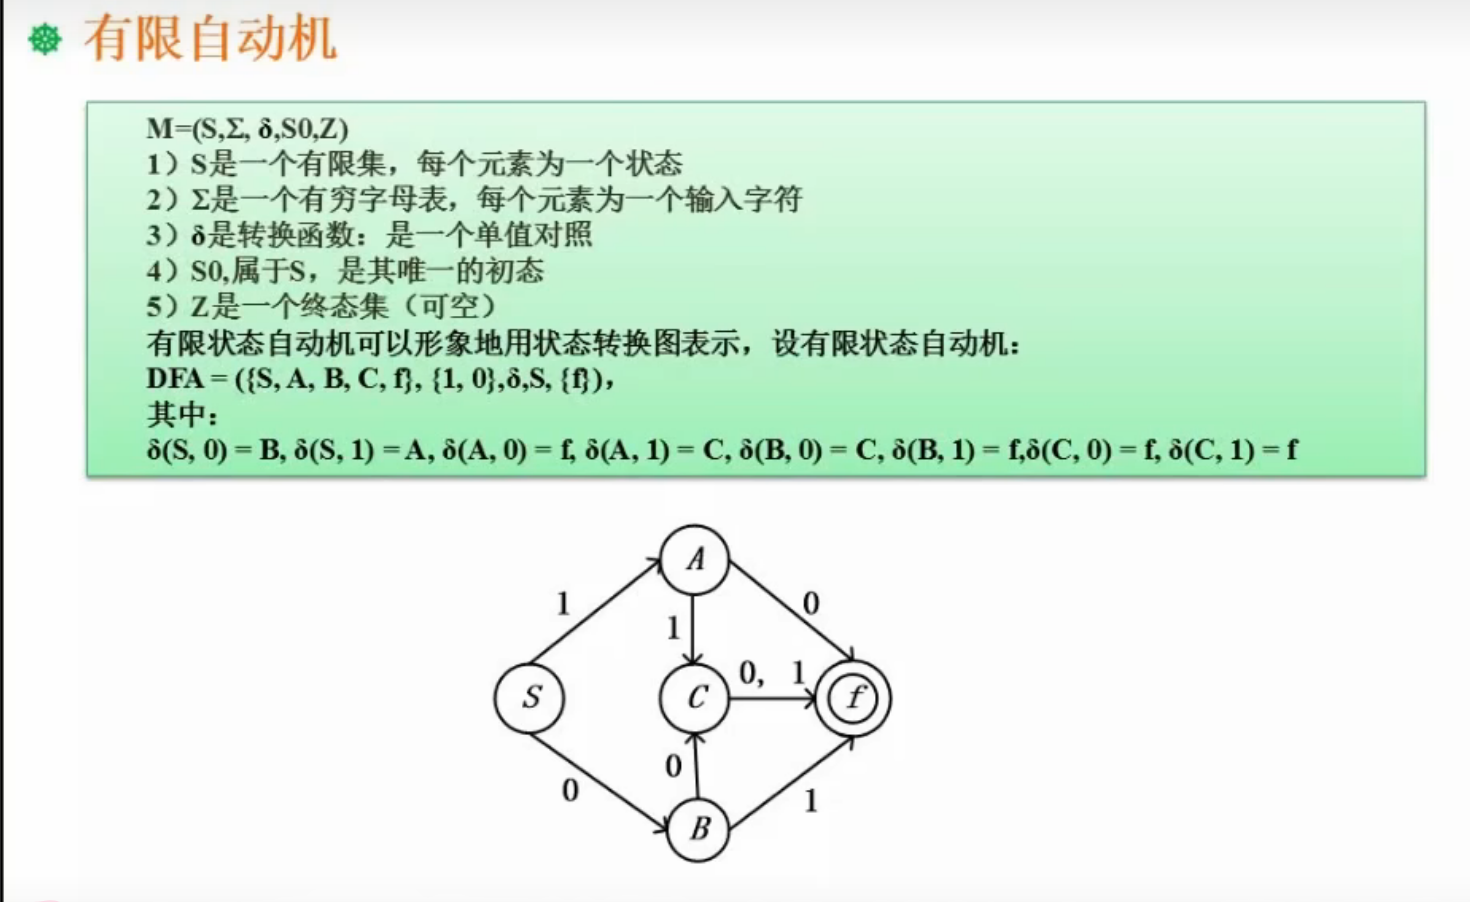 有限自动机
M=(S,Σ, δ,S0,Z)
1）S是一个有限集，每个元素为一个状态
2）Σ是一个有穷字母表，每个元素为一个输入字符
3）δ是转换函数：是一个单值对照
4）S0,属于S，是其唯一的初态
5）Z是一个终态集（可空）
有限状态自动机可以形象地用状态转换图表示，设有限状态自动机：
DFA = ({S, A, B, C, f}, {1, 0},δ,S, {f})，
其中：
δ(S, 0) = B, δ(S, 1) = A, δ(A, 0) = f, δ(A, 1) = C, δ(B, 0) = C, δ(B, 1) = f,δ(C, 0) = f, δ(C, 1) = f
A
1
0
1
0, 1
S
C
f
0
0
1
B